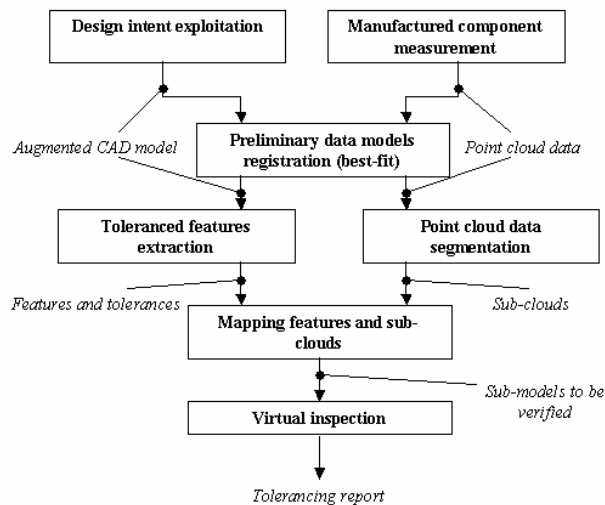 Design intent exploitation
Manufactured component
measurement
Augmented CAD model
Preliminary data models
registration (best-fit)
Point cloud data
Toleranced features
extraction
Point cloud data
segmentation
Features and tolerances
Sub-clouds
Mapping features and sub-
clouds
Sub-models to be
verified
Virtual inspection
Tolerancing report